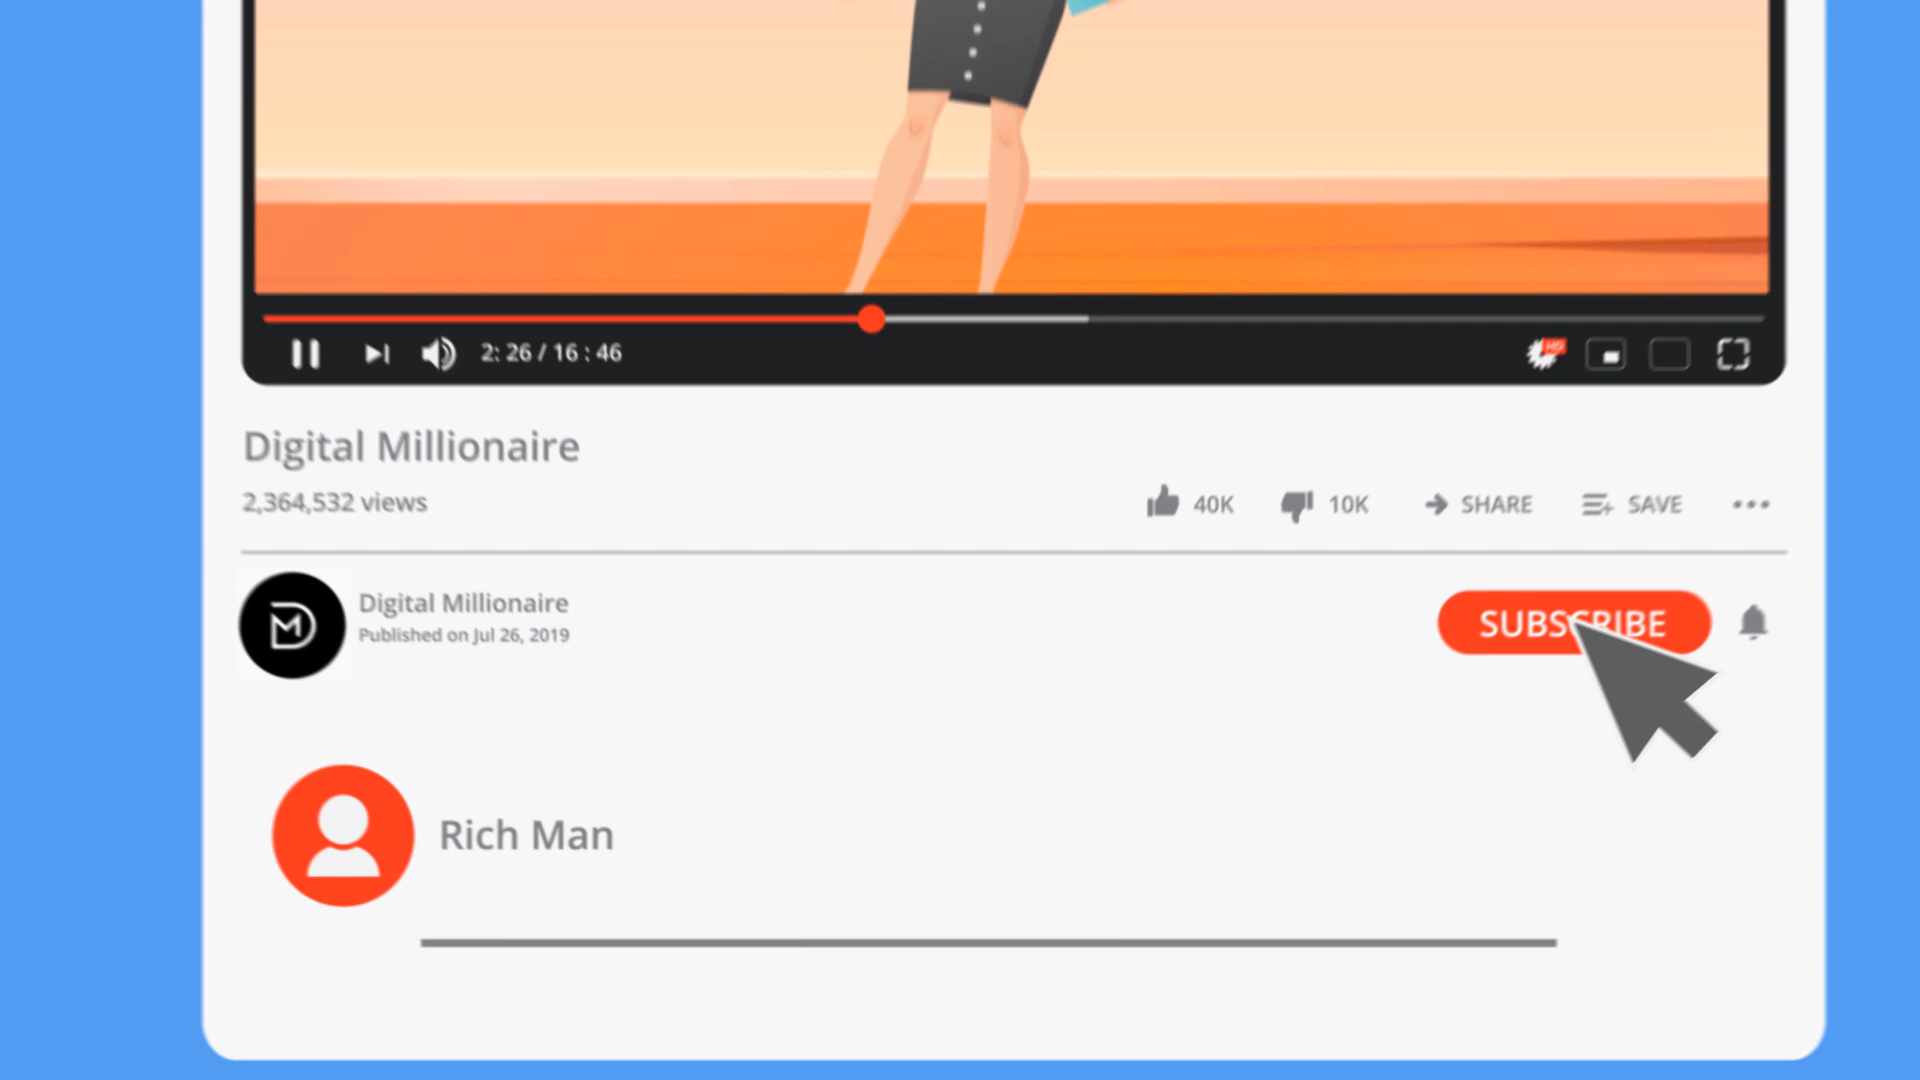 2: 26 / 16 : 46
HD
Digital Millionaire
2,364,532 views
40K
10K
SHARE
SAVE
Digital Millionaire
Published on Jul 26, 2019
SUBSCRIBE
Rich Man